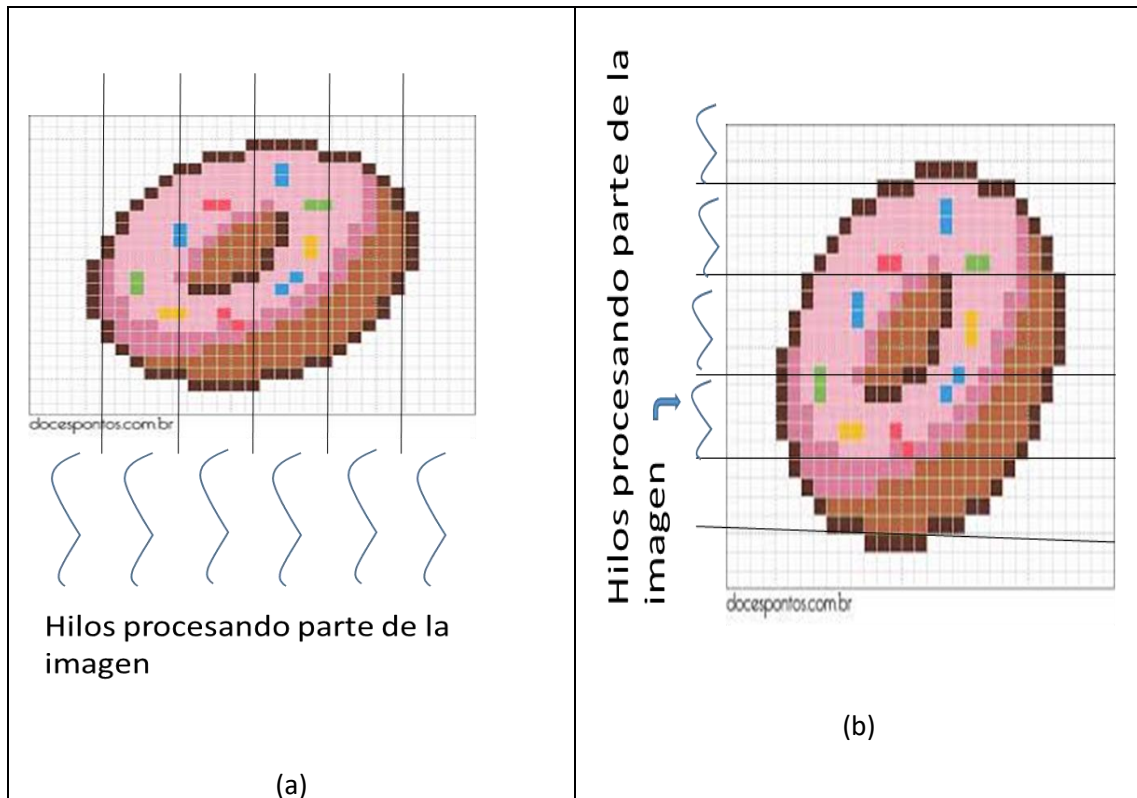 docespontos.com.br
Hilos procesando parte de la
imagen
(a)
Hilos procesando parte de la
imagen
docespontos.com.br
(b)